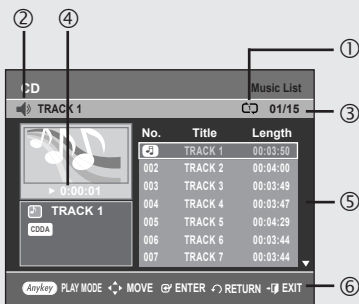 ② ④
①
CD Music List
TRACK 1 01/15
③
No. Title Length
TRACK 1 00:03:50
002 TRACK 2 00:04:00
003 TRACK 3 00:03:49
004 TRACK 4 00:03:47
005 TRACK 5 00:04:29
006 TRACK 6 00:03:44
007 TRACK 7 00:03:44
► 0:00:01
TRACK 1
CDDA
⑤
Anykey PLAY MODE MOVE ENTER RETURN EXIT
⑥